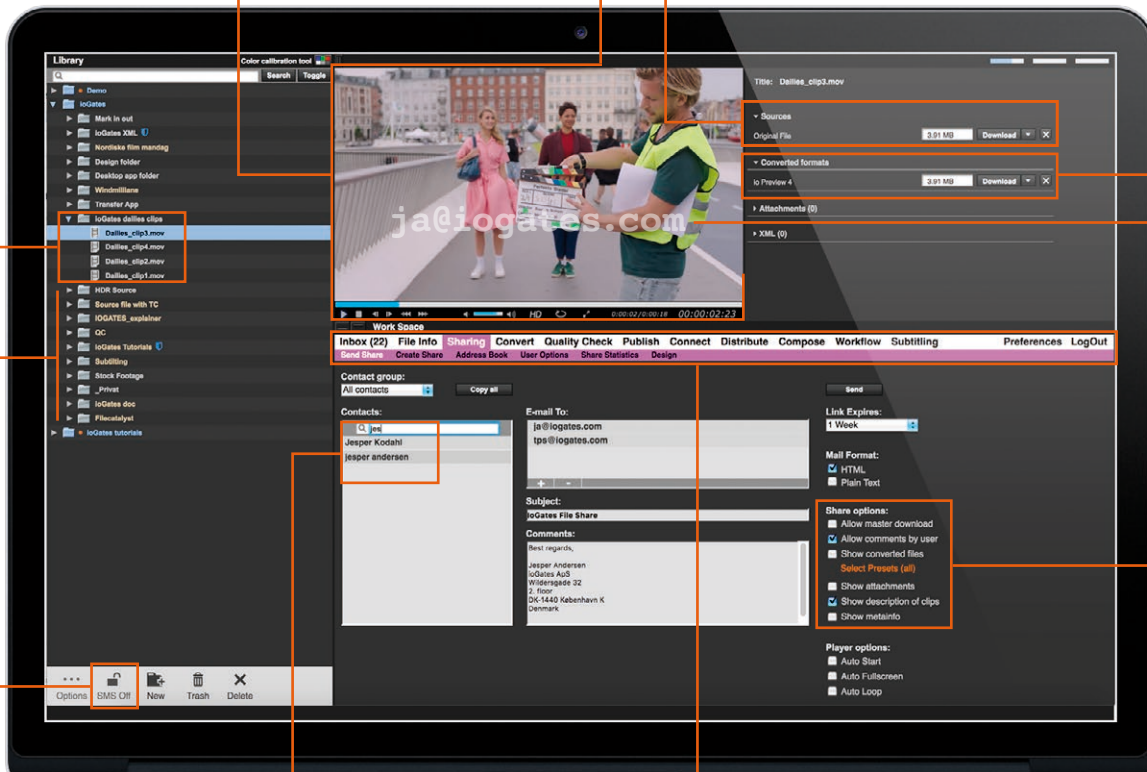 Library
Color callibration tool
Search Toggle
Demo
ioGates
Mark in out
ioGates XML
Nordiske film mandag
Design folder
Desktop app folder
Windmilllane
Transfer App
ioGates dailies clips
Dailies_clip3.mov
Dailies_clip4.mov
Dailies_clip2.mov
Dailies_clip1.mov
HDR Source
Source file with TC
IOGATES_explainer
QC
ioGates Tutorials
Subtilting
Stock Footage
_Privat
ioGates doc
Filecatalyst
ioGates tutorials
Options SMS Off New Trash Delete
ja@iogates.com
HD 0:00:02/0:00:18 00:00:02:23
Title: Dailies_clip3.mov
Sources
Original File 3.91 MB Download
Converted formats
io Preview 4 3.91 MB Download
Attachments (0)
XML (0)
Work Space
Inbox (22) File Info Sharing Convert Quality Check Publish Connect Distribute Compose Workflow Subtitling Preferences LogOut
Send Share Create Share Address Book User Options Share Statistics Design
Contact group:
All contacts Copy all
Contacts:
jes
Jesper Kodahl
jesper andersen
E-mail To:
ja@iogates.com
tps@iogates.com
+ -
Subject:
ioGates File Share
Comments:
Best regards,
Jesper Andersen
ioGates ApS
Wildersgade 32
2. floor
DK-1440 København K
Denmark
Send
Link Expires:
1 Week
Mail Format:
HTML
Plain Text
Share options:
Allow master download
Allow comments by user
Show converted files
Select Presets (all)
Show attachments
Show description of clips
Show metainfo
Player options:
Auto Start
Auto Fullscreen
Auto Loop